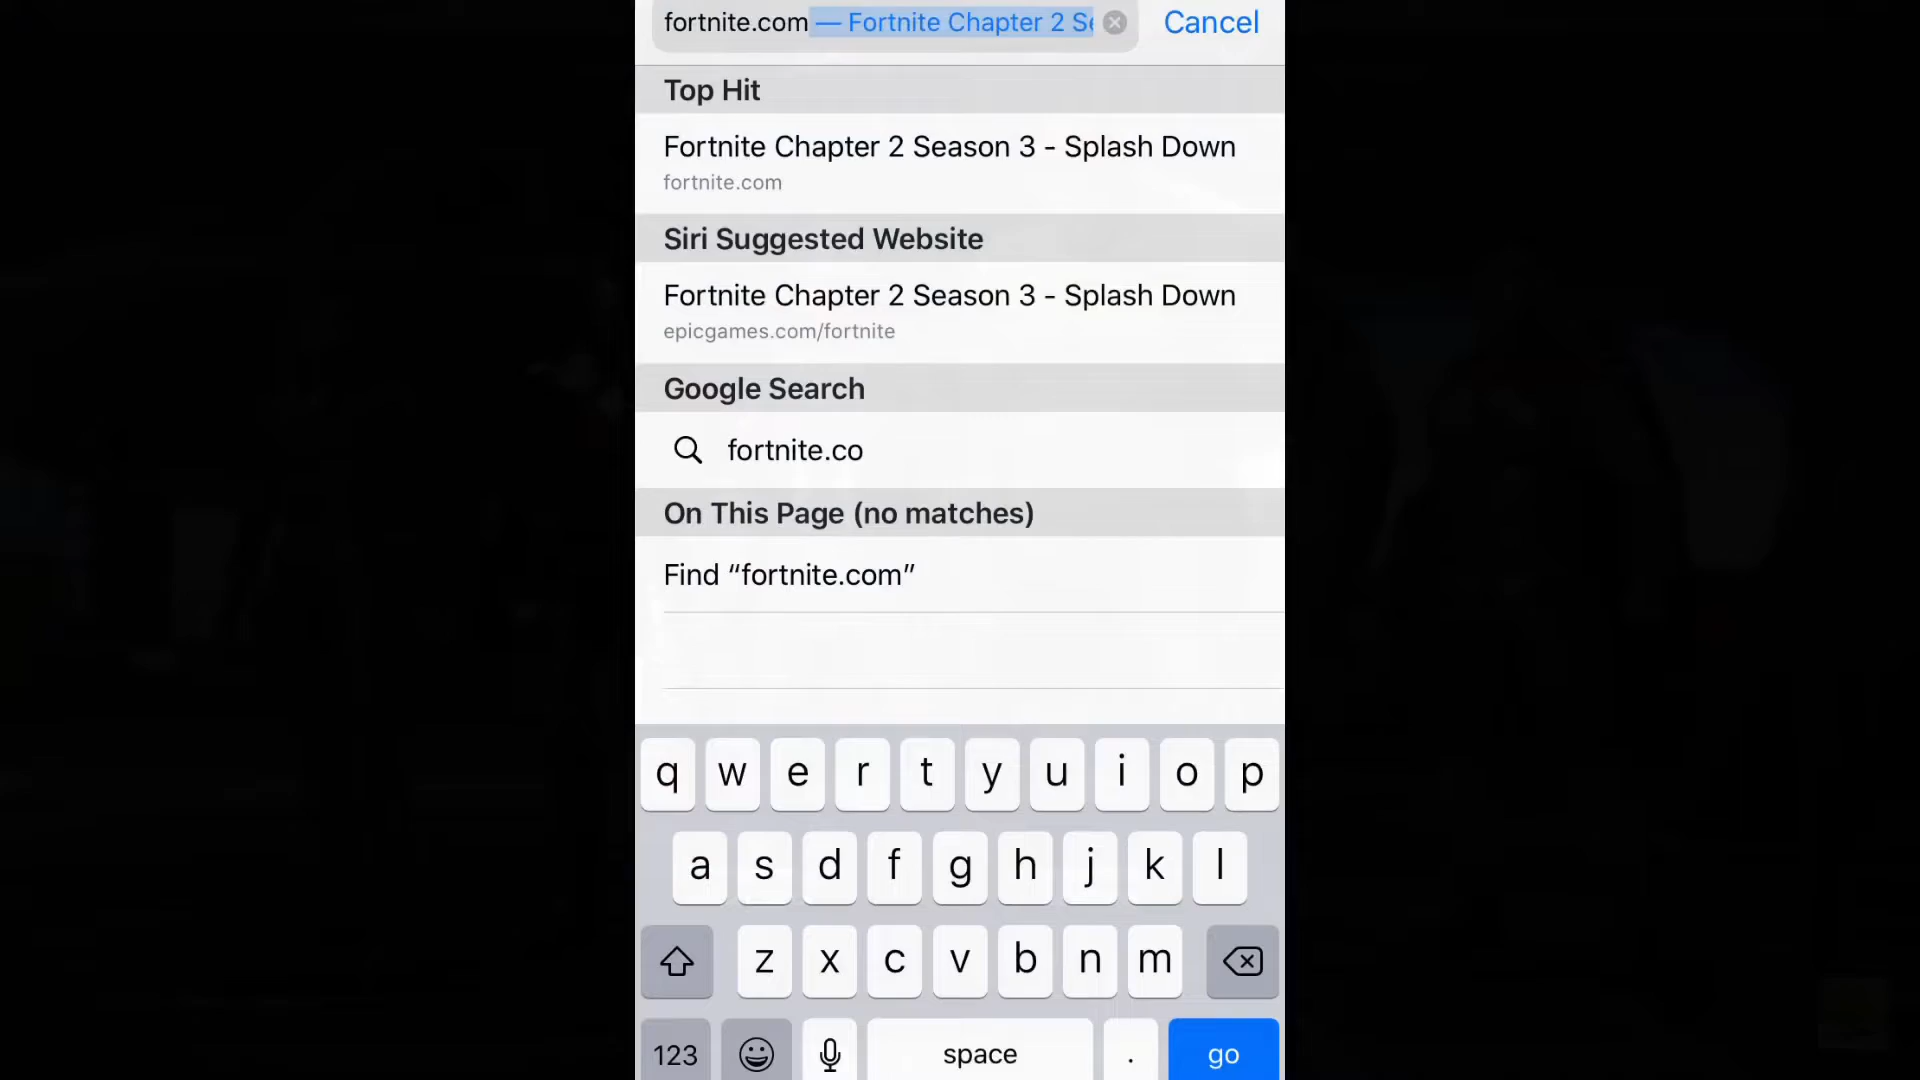 fortnite.com — Fortnite Chapter 2 Se
Cancel
Top Hit
Fortnite Chapter 2 Season 3 - Splash Down
fortnite.com
Siri Suggested Website
Fortnite Chapter 2 Season 3 - Splash Down
epicgames.com/fortnite
Google Search
fortnite.co
On This Page (no matches)
Find “fortnite.com”
q w e r t y u i o p
a s d f g h j k l
z x c v b n m
123 space . go